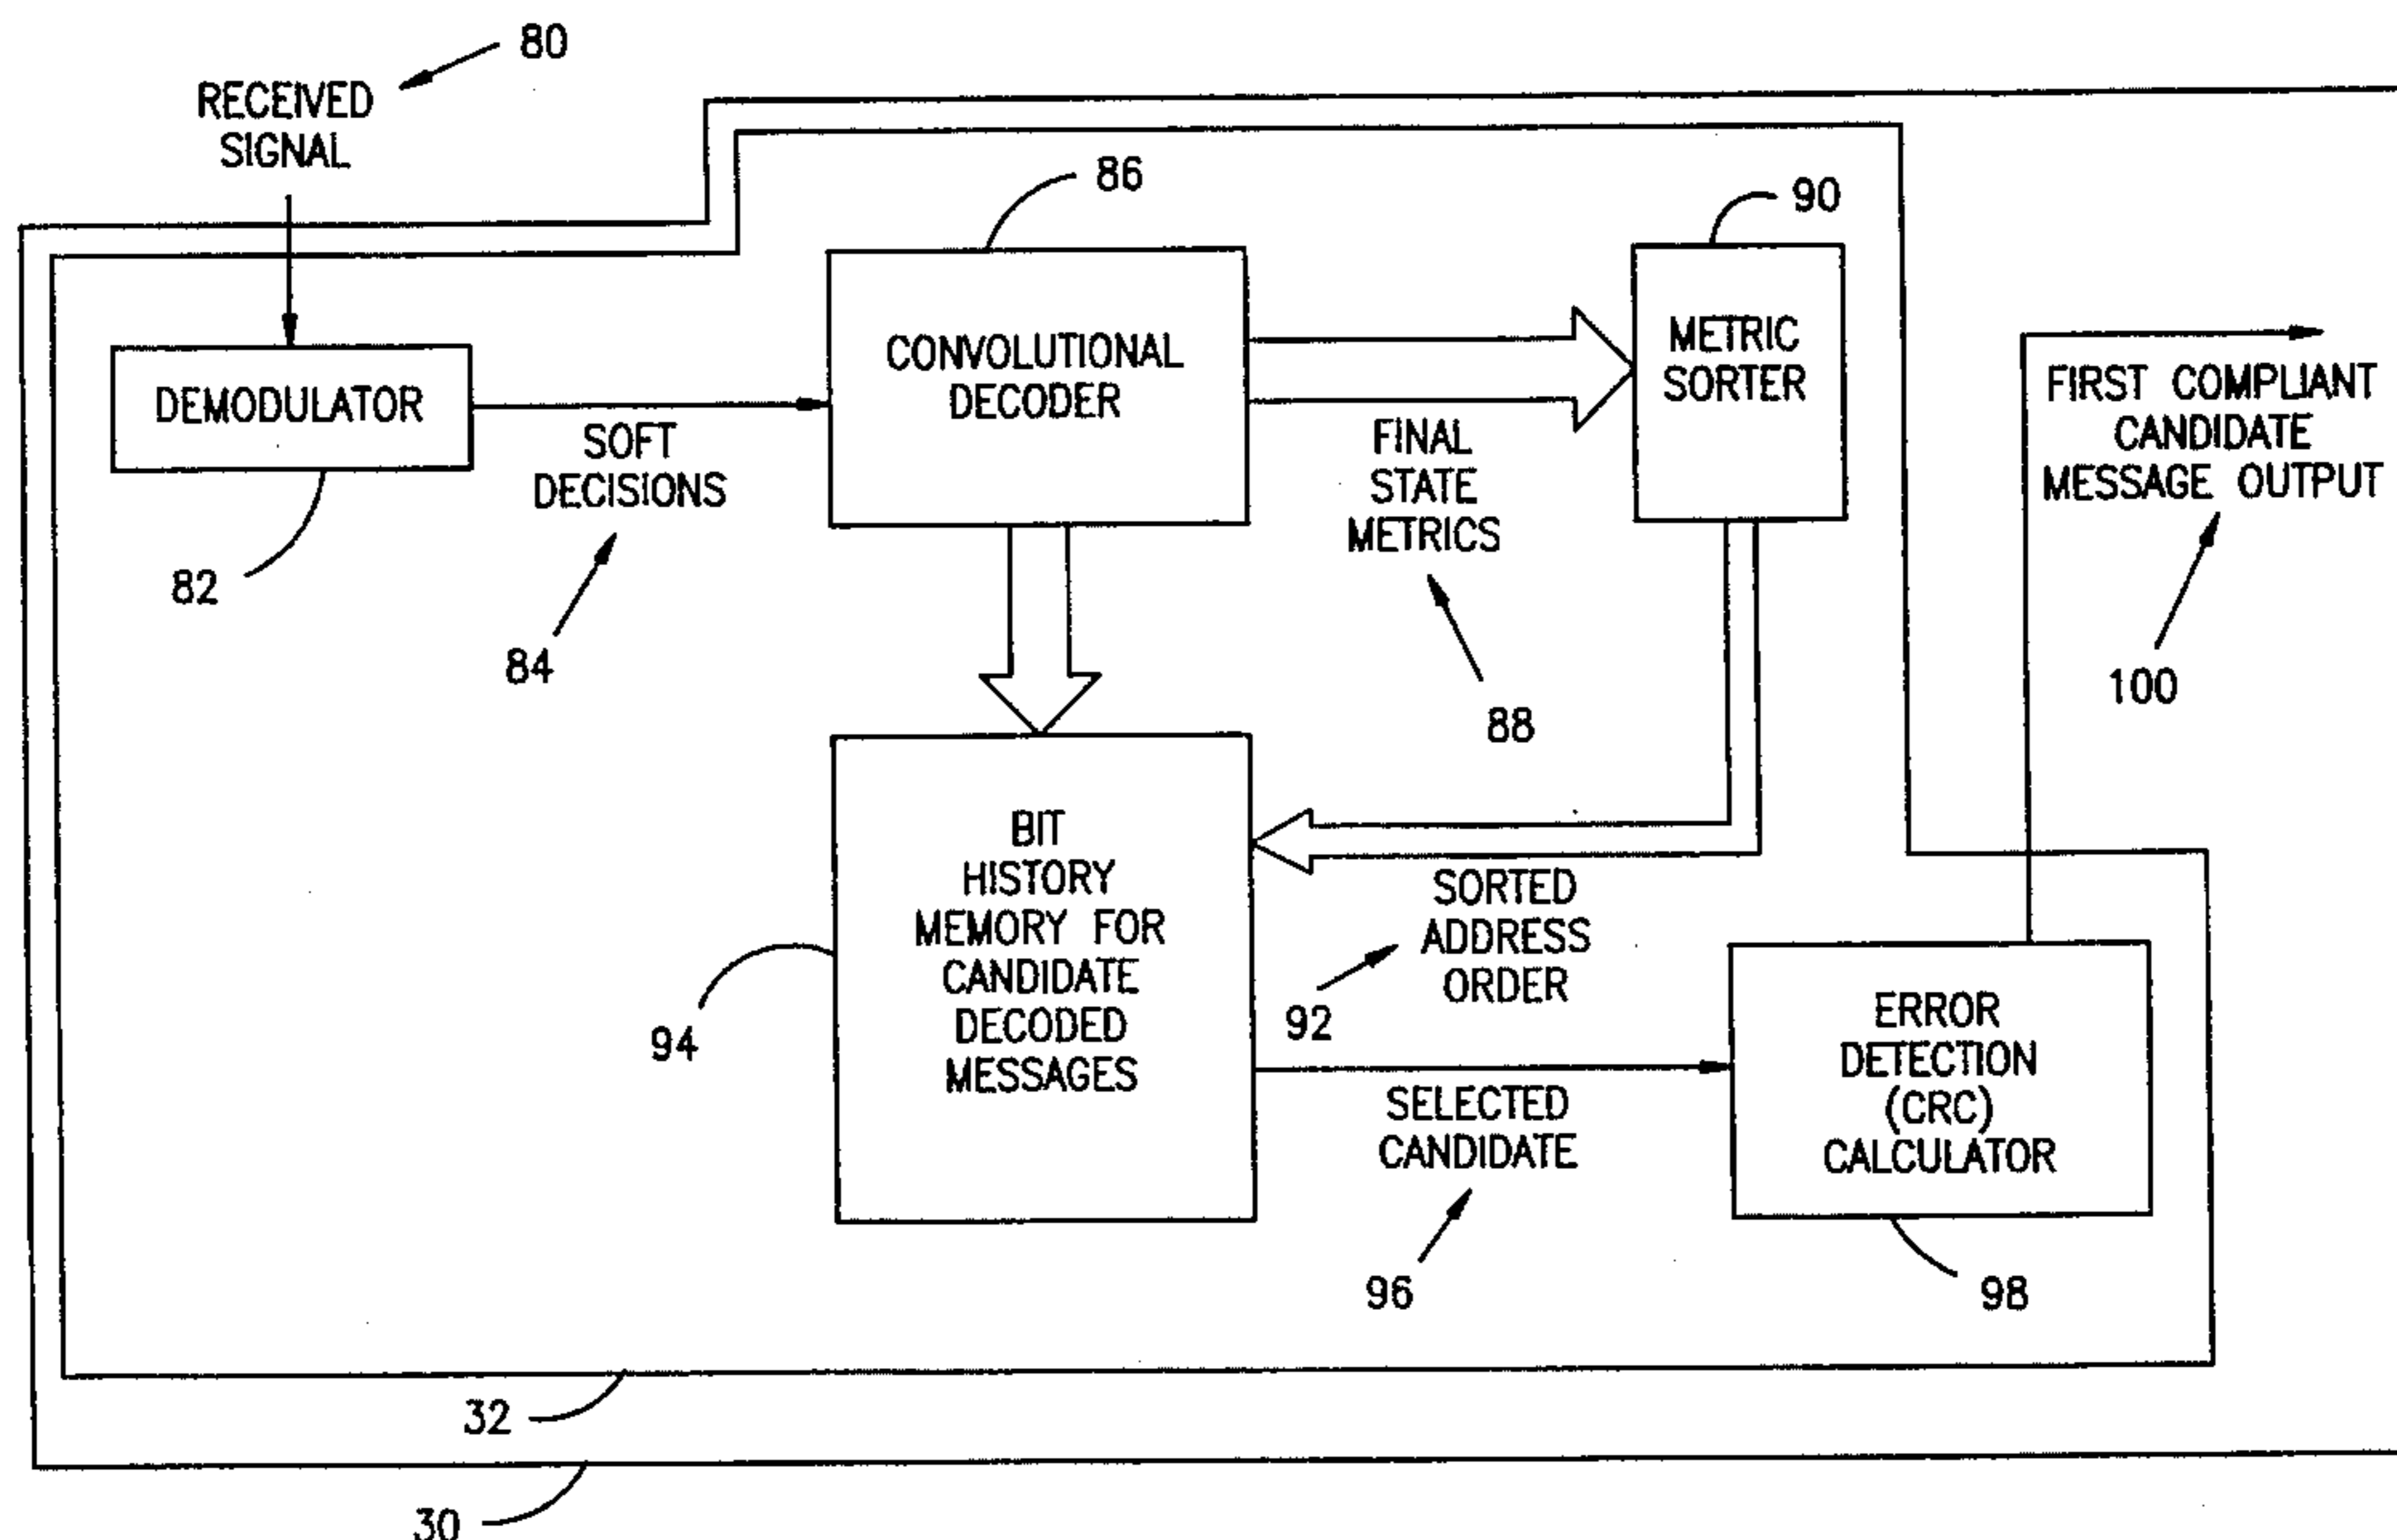 80
RECEIVED
SIGNAL
86
90
CONVOLUTIONAL
DECODER
METRIC
SORTER
DEMODULATOR
SOFT
DECISIONS
FINAL
STATE
METRICS
FIRST COMPLIANT
CANDIDATE
MESSAGE OUTPUT
82
84
88
100
BIT
HISTORY
MEMORY FOR
CANDIDATE
DECODED
MESSAGES
SORTED
ADDRESS
ORDER
92
94
SELECTED
CANDIDATE
ERROR
DETECTION
(CRC)
CALCULATOR
96
98
32
30